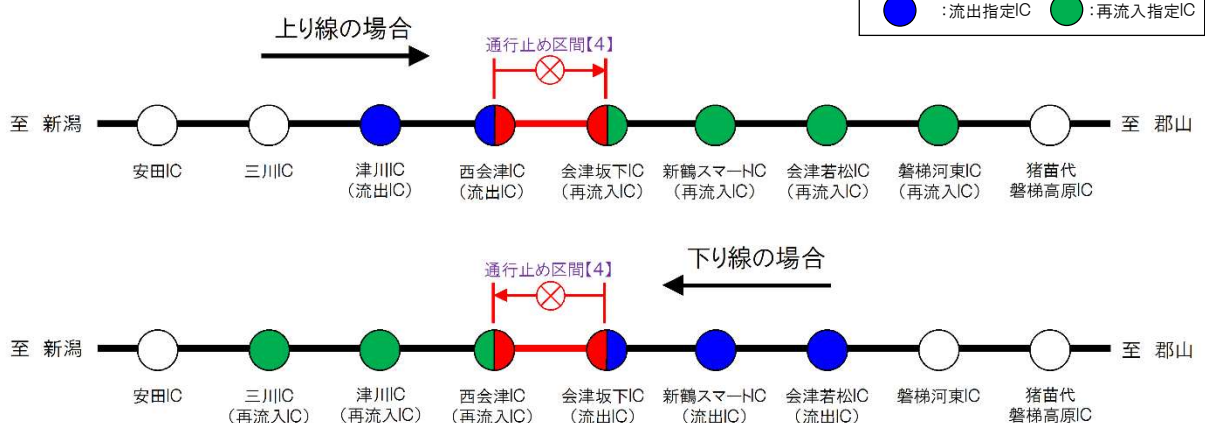 :流出指定IC :再流入指定IC
上り線の場合
通行止め区間【4】
至 新潟
至 郡山
安田IC
三川IC
津川IC
(流出IC)
西会津IC
(流出IC)
会津坂下IC
(再流入IC)
新鶴スマートIC
(再流入IC)
会津若松IC
(再流入IC)
磐梯河東IC
(再流入IC)
猪苗代
磐梯高原IC
下り線の場合
通行止め区間【4】
至 新潟
至 郡山
安田IC
三川IC
(再流入IC)
津川IC
(再流入IC)
西会津IC
(再流入IC)
会津坂下IC
(流出IC)
新鶴スマートIC
(流出IC)
会津若松IC
(流出IC)
磐梯河東IC
猪苗代
磐梯高原IC